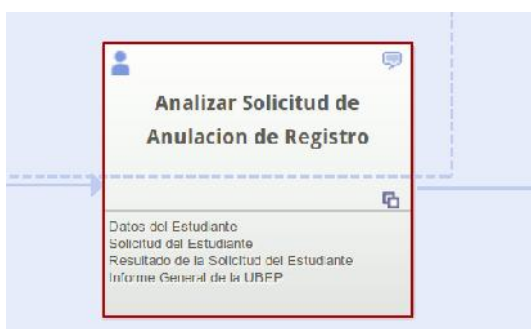 Analizar Solicitud de
Anulacion de Registro
Datos del Estudiante
Solicitud del Estudiante
Resultado de la Solicitud del Estudiante
Informe General de la UBEP